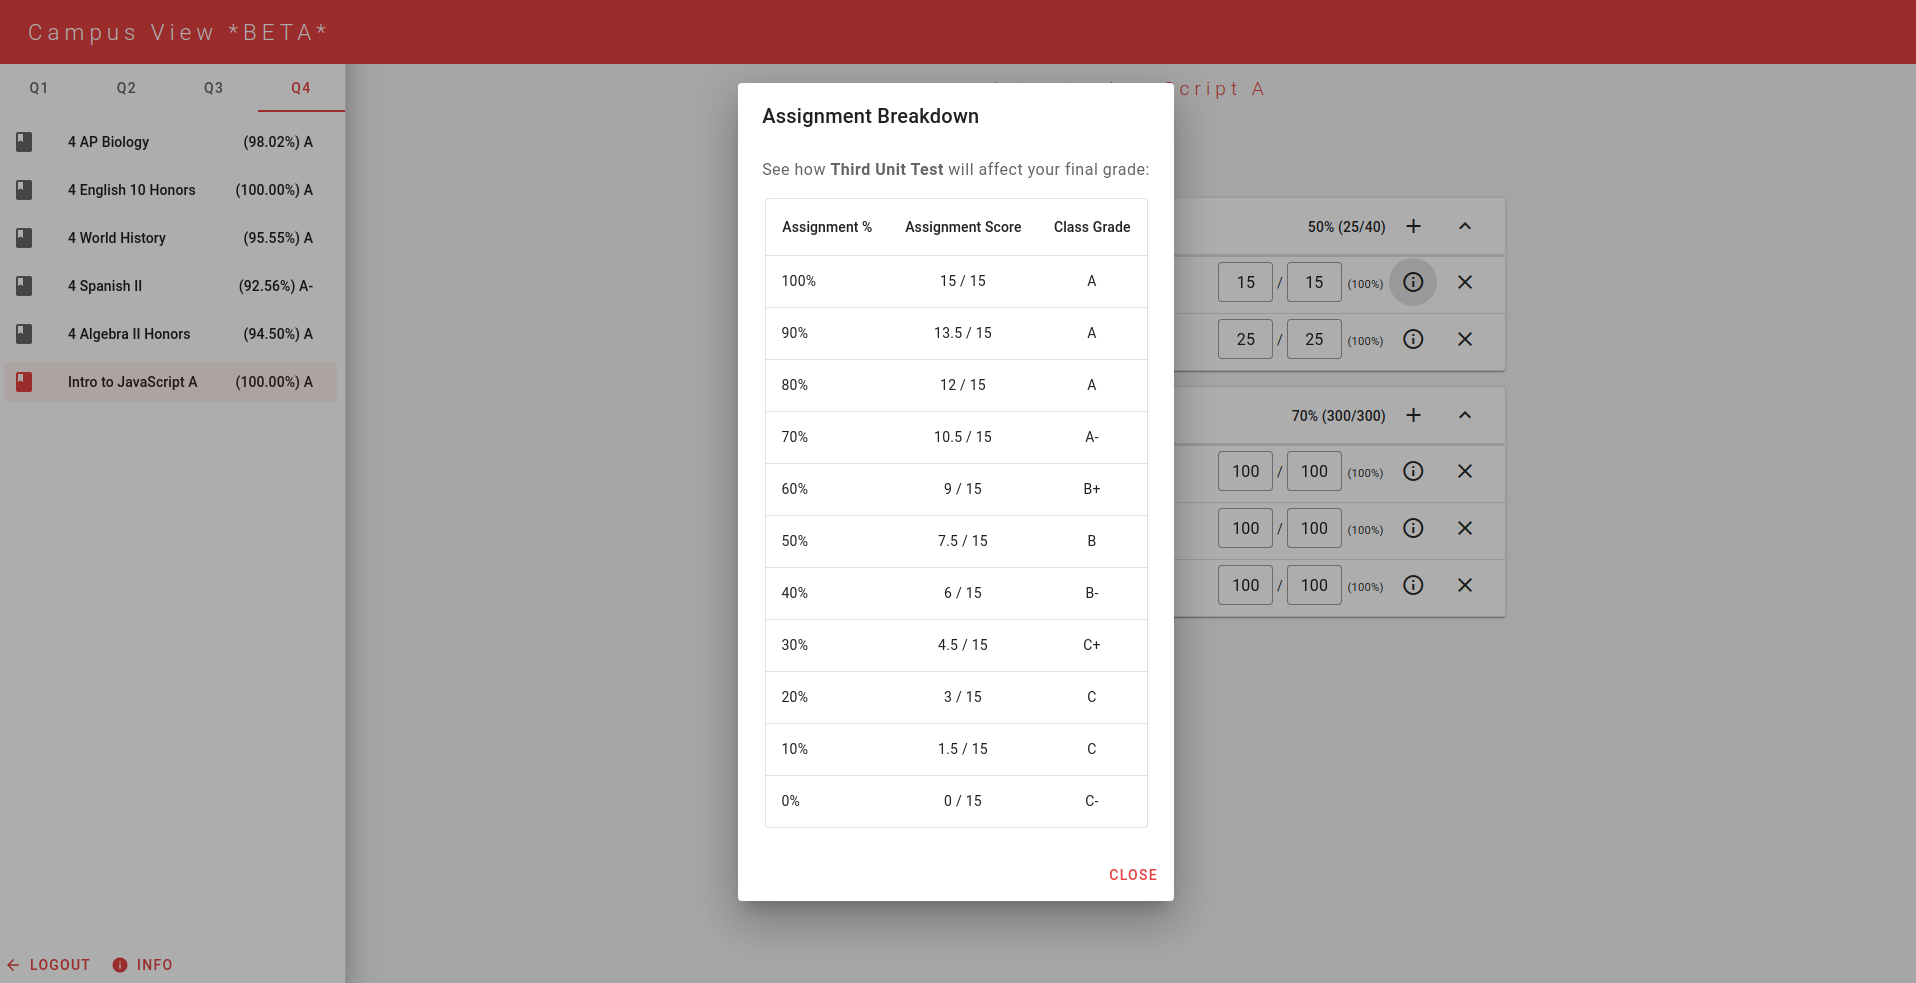 Campus View *BETA*
Q1 Q2 Q3 Q4
4 AP Biology (98.02%) A
4 English 10 Honors (100.00%) A
4 World History (95.55%) A
4 Spanish II (92.56%) A-
4 Algebra II Honors (94.50%) A
Intro to JavaScript A (100.00%) A
LOGOUT INFO
Script A
Assignment Breakdown
See how Third Unit Test will affect your final grade:
Assignment % Assignment Score Class Grade
100% 15 / 15 A
90% 13.5 / 15 A
80% 12 / 15 A
70% 10.5 / 15 A-
60% 9 / 15 B+
50% 7.5 / 15 B
40% 6 / 15 B-
30% 4.5 / 15 C+
20% 3 / 15 C
10% 1.5 / 15 C
0% 0 / 15 C-
CLOSE
50% (25/40)
15 / 15 (100%)
25 / 25 (100%)
70% (300/300)
100 / 100 (100%)
100 / 100 (100%)
100 / 100 (100%)